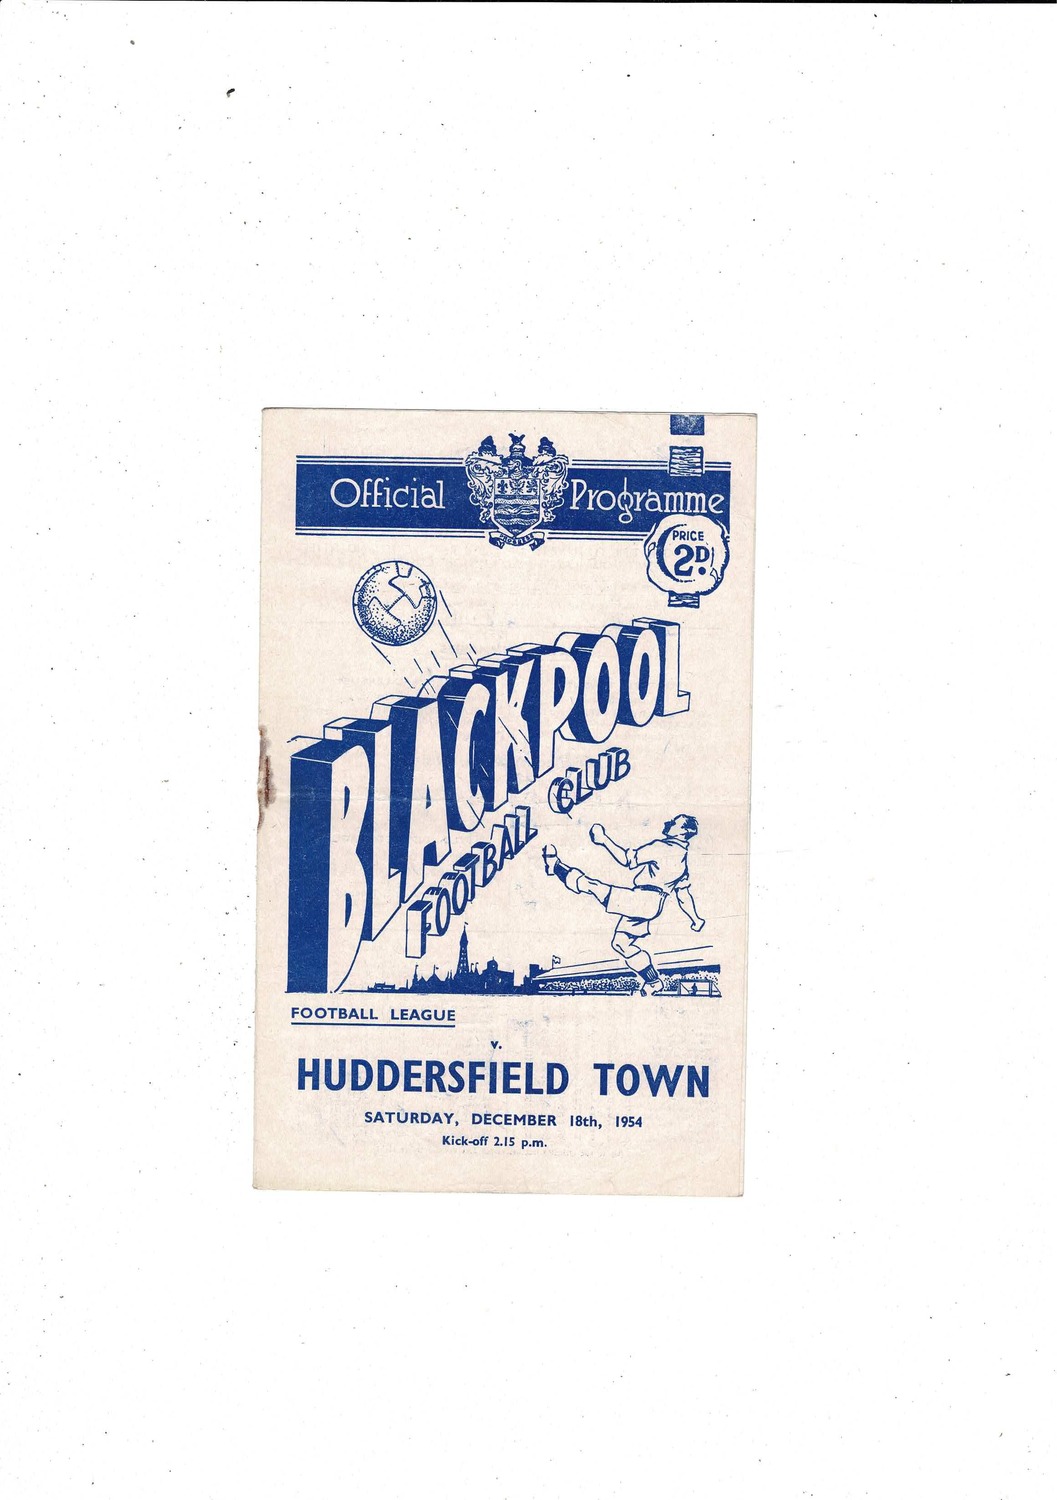 Official Programme
PROGRESS
PRICE
2D.
BLACKPOOL
FOOTBALL CLUB
FOOTBALL LEAGUE
v.
HUDDERSFIELD TOWN
SATURDAY, DECEMBER 18th, 1954
Kick-off 2.15 p.m.